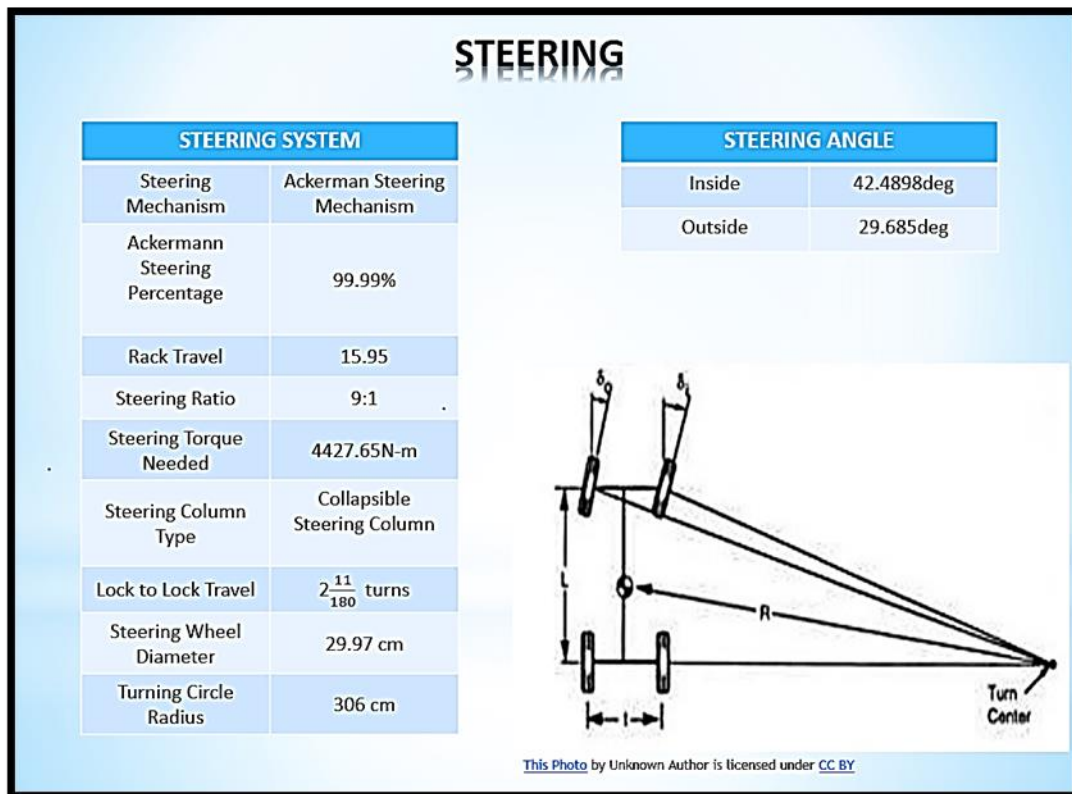 STEERING
STEERING SYSTEM
Steering
Mechanism
Ackerman Steering
Mechanism
Ackermann
Steering
Percentage
99.99%
Rack Travel
15.95
Steering Ratio
9:1
Steering Torque
Needed
4427.65N-m
Steering Column
Type
Collapsible
Steering Column
Lock to Lock Travel
2 11/180 turns
Steering Wheel
Diameter
29.97 cm
Turning Circle
Radius
306 cm
STEERING ANGLE
Inside
42.4898deg
Outside
29.685deg
δo
δi
L
R
t
Turn
Center
This Photo by Unknown Author is licensed under CC BY